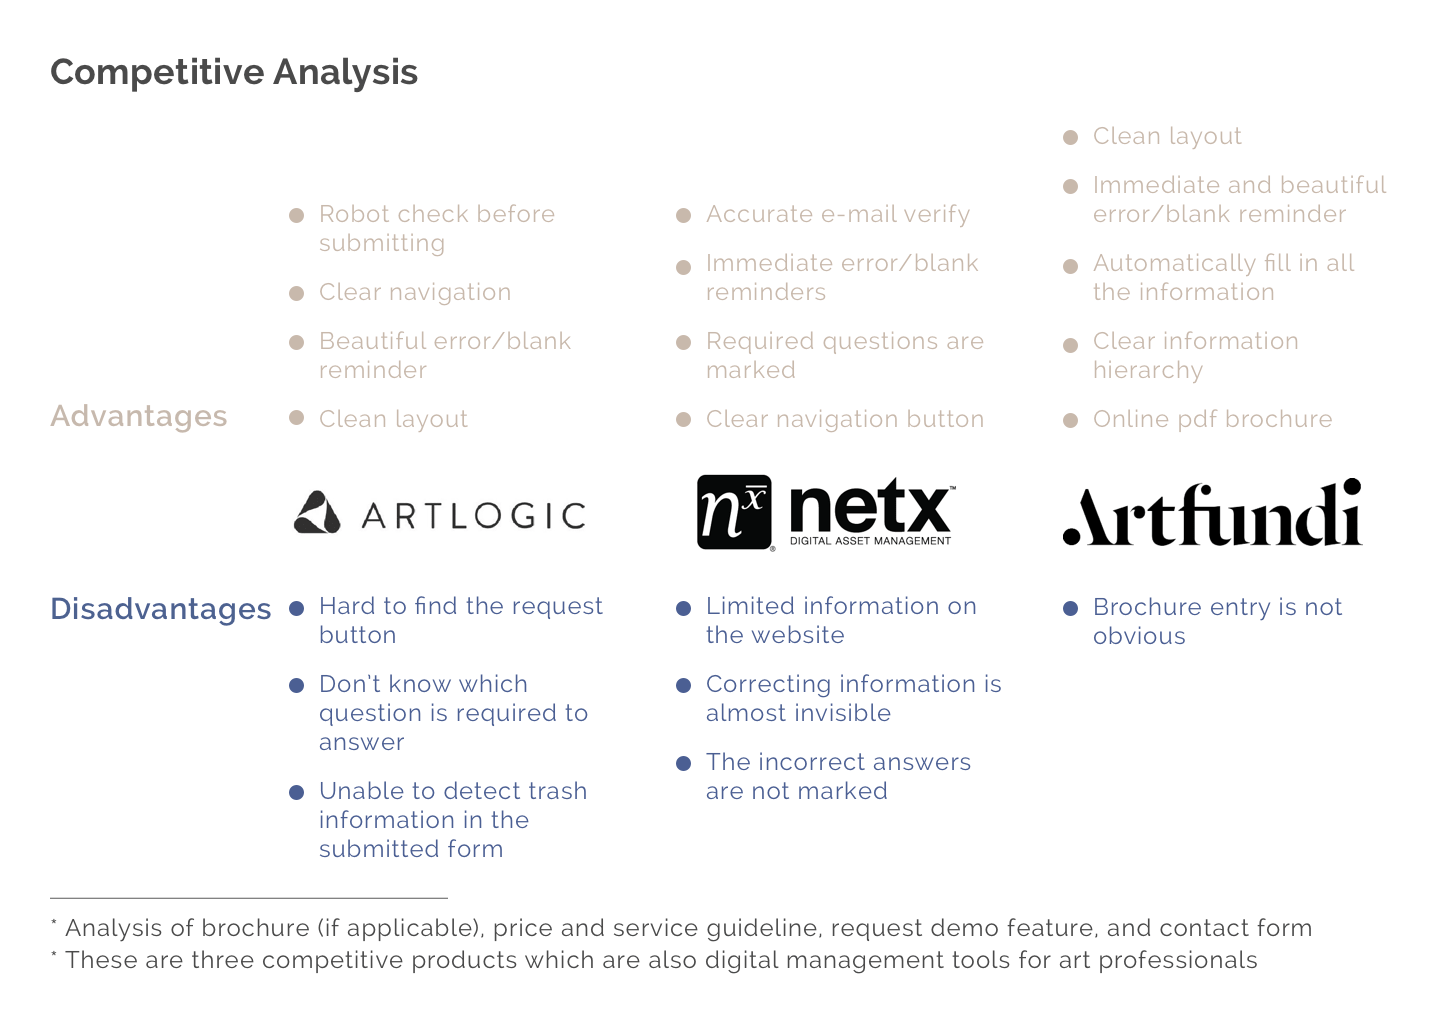 Competitive Analysis
Advantages
Robot check before
submitting
Clear navigation
Beautiful error/blank
reminder
Clean layout
Accurate e-mail verify
Immediate error/blank
reminders
Required questions are
marked
Clear navigation button
Clean layout
Immediate and beautiful
error/blank reminder
Automatically fill in all
the information
Clear information
hierarchy
Online pdf brochure
ARTLOGIC
nx̅ ® netx™
DIGITAL ASSET MANAGEMENT
Artfundi
Disadvantages
Hard to find the request
button
Don't know which
question is required to
answer
Unable to detect trash
information in the
submitted form
Limited information on
the website
Correcting information is
almost invisible
The incorrect answers
are not marked
Brochure entry is not
obvious
* Analysis of brochure (if applicable), price and service guideline, request demo feature, and contact form
* These are three competitive products which are also digital management tools for art professionals